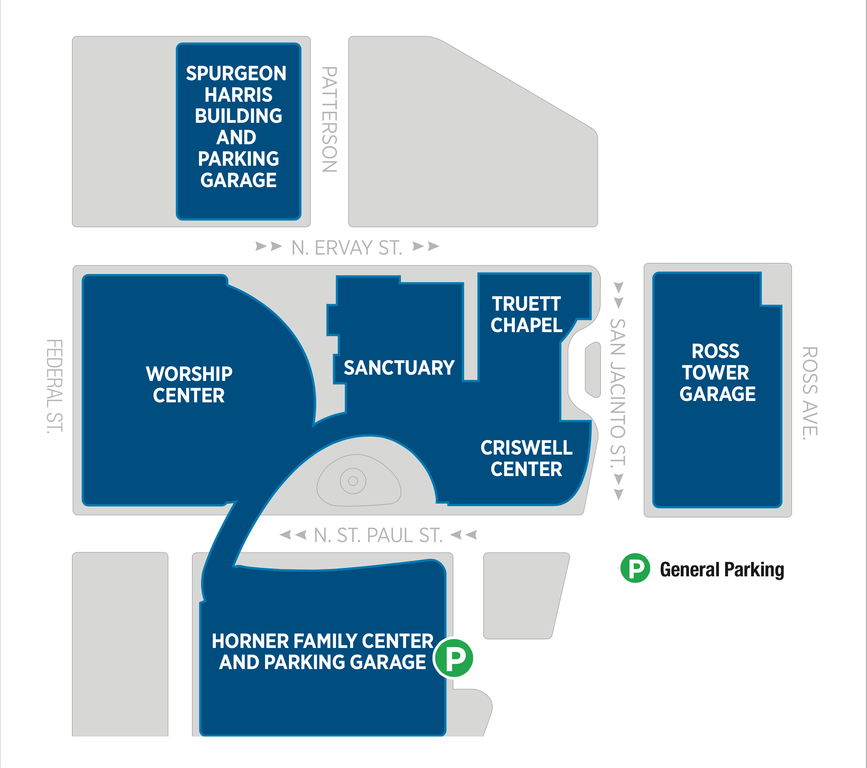 SPURGEON
HARRIS
BUILDING
AND
PARKING
GARAGE
PATTERSON
N. ERVAY ST.
FEDERAL ST.
WORSHIP
CENTER
SANCTUARY
TRUETT
CHAPEL
CRISWELL
CENTER
SAN JACINTO ST.
ROSS
TOWER
GARAGE
ROSS AVE.
N. ST. PAUL ST.
P General Parking
HORNER FAMILY CENTER
AND PARKING GARAGE
P